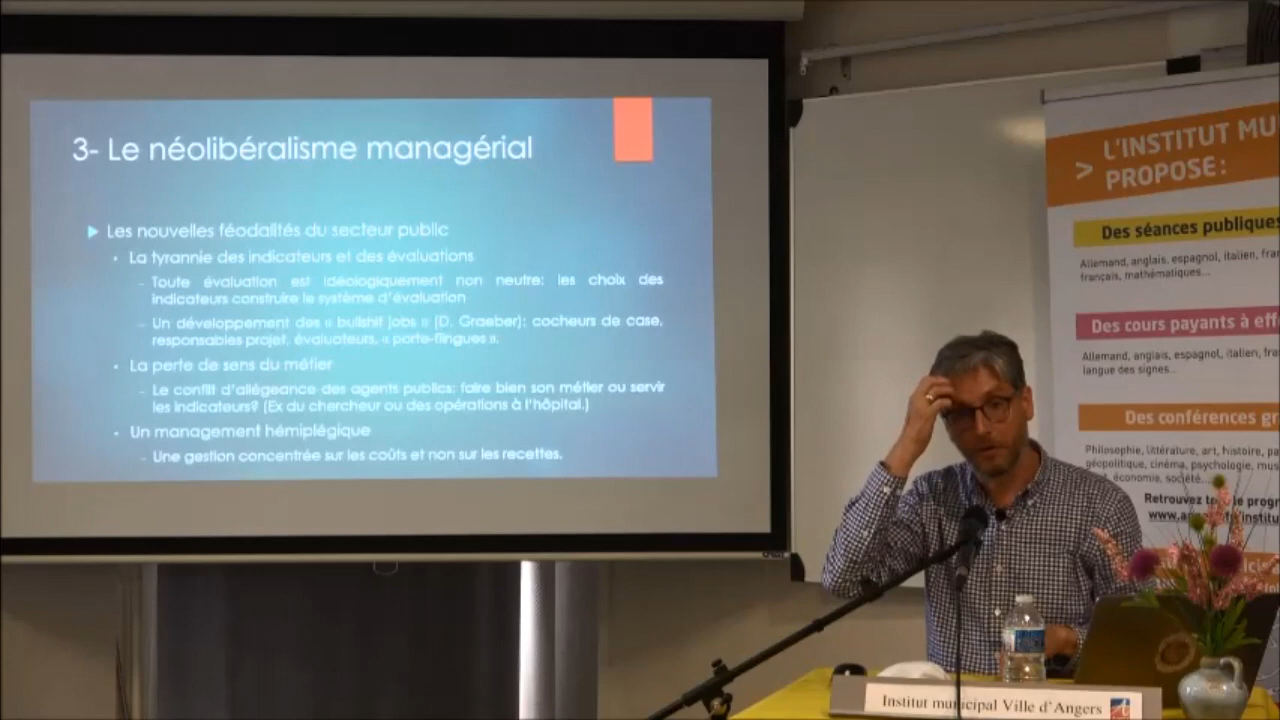 3- Le néolibéralisme managérial
Les nouvelles féodalités du secteur public
La tyrannie des indicateurs et des évaluations
Toute évaluation est idéologiquement non neutre: les choix des
indicateurs construire le système d'évaluation
Un développement des « bullshit jobs » (D. Graeber): cocheurs de case,
responsables projet, évaluateurs, « porte-flingues ».
La perte de sens du métier
Le conflit d'allégeance des agents publics: faire bien son métier ou servir
les indicateurs? (Ex du chercheur ou des opérations à l'hôpital.)
Un management hémiplégique
Une gestion concentrée sur les coûts et non sur les recettes.
> L'INSTITUT MU
PROPOSE :
Des séances publiques
Allemand, anglais, espagnol, italien, fran
français, mathématiques...
Des cours payants à eff
Allemand, anglais, espagnol, italien, fra
langue des signes...
Des conférences gr
Philosophie, littérature, art, histoire, pa
géopolitique, cinéma, psychologie, mus
économie, société...
Retrouvez le progr
www.
Institut municipal Ville d'Angers